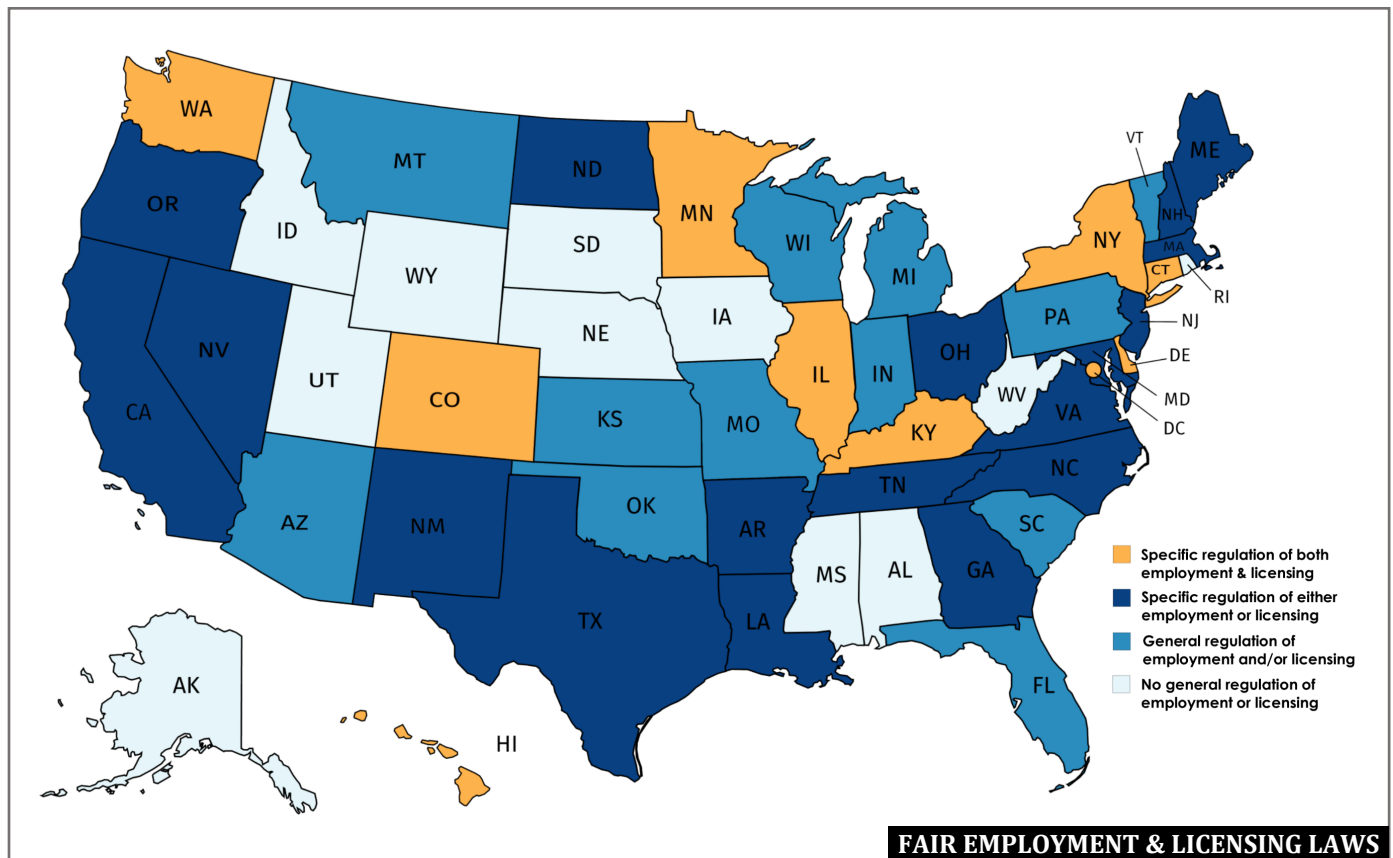 WA
MT
ND
MN
OR
ID
SD
WY
WI
MI
VT
ME
NH
NY
MA
CT
RI
NJ
PA
DE
MD
DC
IA
NE
NV
UT
CO
CA
IL
IN
OH
WV
VA
KS
MO
KY
NC
TN
AZ
NM
OK
AR
SC
MS
AL
GA
TX
LA
FL
AK
HI
Specific regulation of both
employment & licensing
Specific regulation of either
employment or licensing
General regulation of
employment and/or licensing
No general regulation of
employment or licensing
FAIR EMPLOYMENT & LICENSING LAWS